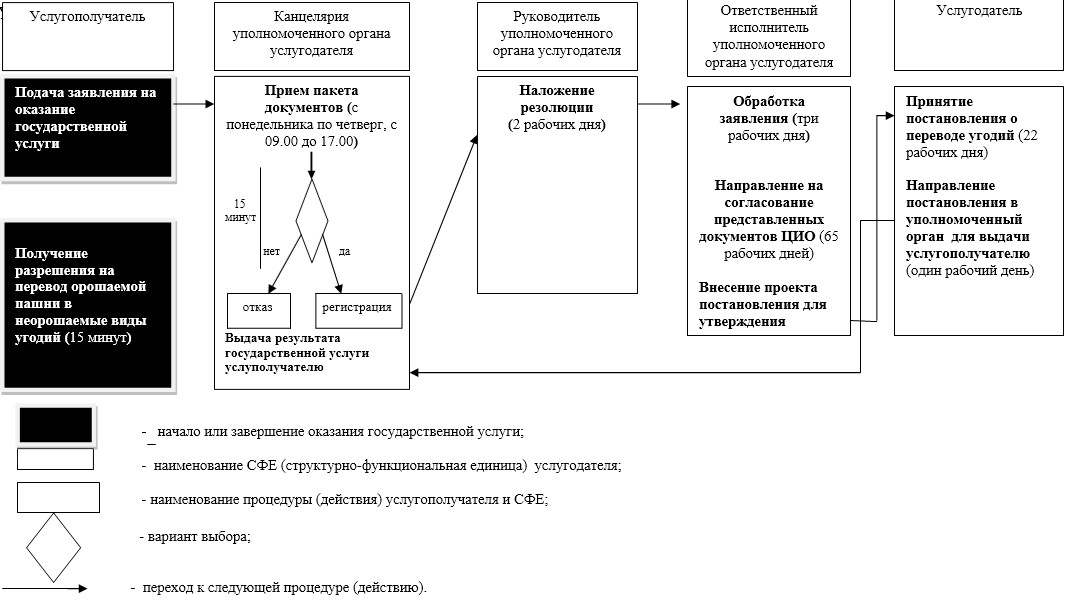 Услугополучатель
Канцелярия
уполномоченного органа
услугодателя
Руководитель
уполномоченного
органа услугодателя
Ответственный
исполнитель
уполномоченного
органа услугодателя
Услугодатель
Подача заявления на
оказание
государственной
услуги
Получение
разрешения на
перевод орошаемой
пашни в
неорошаемые виды
угодий (15 минут)
Прием пакета
документов (с
понедельника по четверг, с
09.00 до 17.00)
15
минут
нет
да
отказ
регистрация
Выдача результата
государственной услуги
услуполучателю
Наложение
резолюции
(2 рабочих дня)
Обработка
заявления (три
рабочих дня)
Направление на
согласование
представленных
документов ЦИО (65
рабочих дней)
Внесение проекта
постановления для
утверждения
Принятие
постановления о
переводе угодий (22
рабочих дня)
Направление
постановления в
уполномоченный
орган для выдачи
услугополучателю
(один рабочий день)
- начало или завершение оказания государственной услуги;
- наименование СФЕ (структурно-функциональная единица) услугодателя;
- наименование процедуры (действия) услугополучателя и СФЕ;
- вариант выбора;
- переход к следующей процедуре (действию).